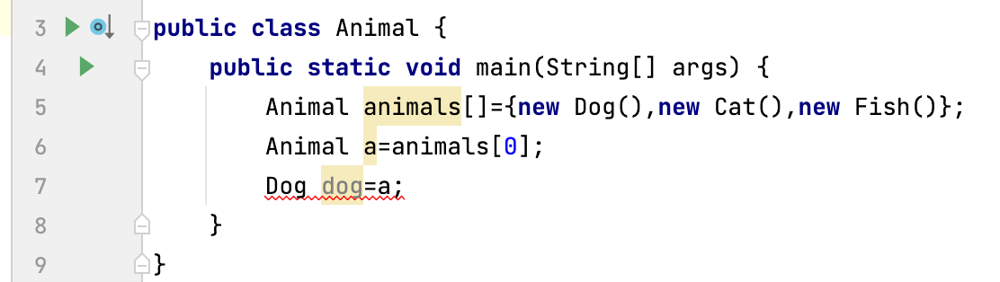 3 public class Animal {
4 public static void main(String[] args) {
5 Animal animals[]={new Dog(),new Cat(),new Fish()};
6 Animal a=animals[0];
7 Dog dog=a;
8 }
9 }